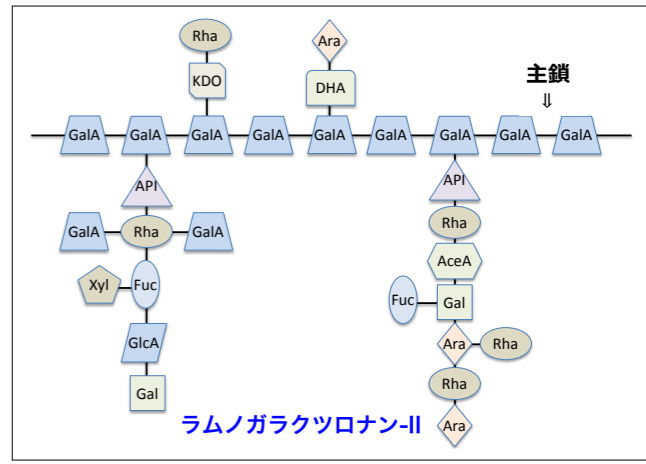 Rha
Ara
KDO
DHA
主鎖
⇓
GalA GalA GalA GalA GalA GalA GalA GalA GalA
API
API
GalA Rha GalA
Rha
Xyl Fuc
AceA
Fuc Gal
GlcA
Ara Rha
Gal
Rha
Ara
ラムノガラクツロナン-II